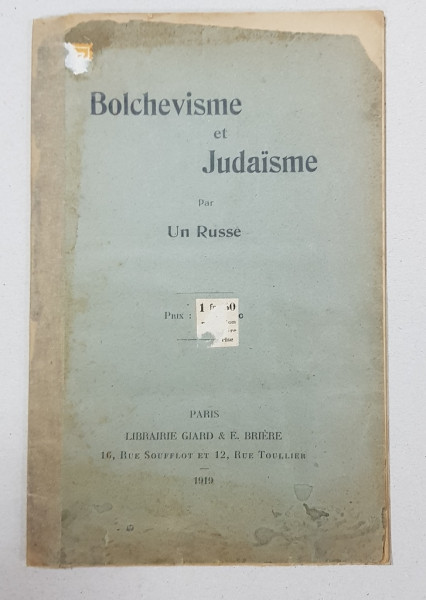 Bolchevisme
et
Judaïsme
Par
Un Russe
Prix :
PARIS
LIBRAIRIE GIARD & E. BRIÈRE
16, Rue Soufflot et 12, Rue Toullier
1919